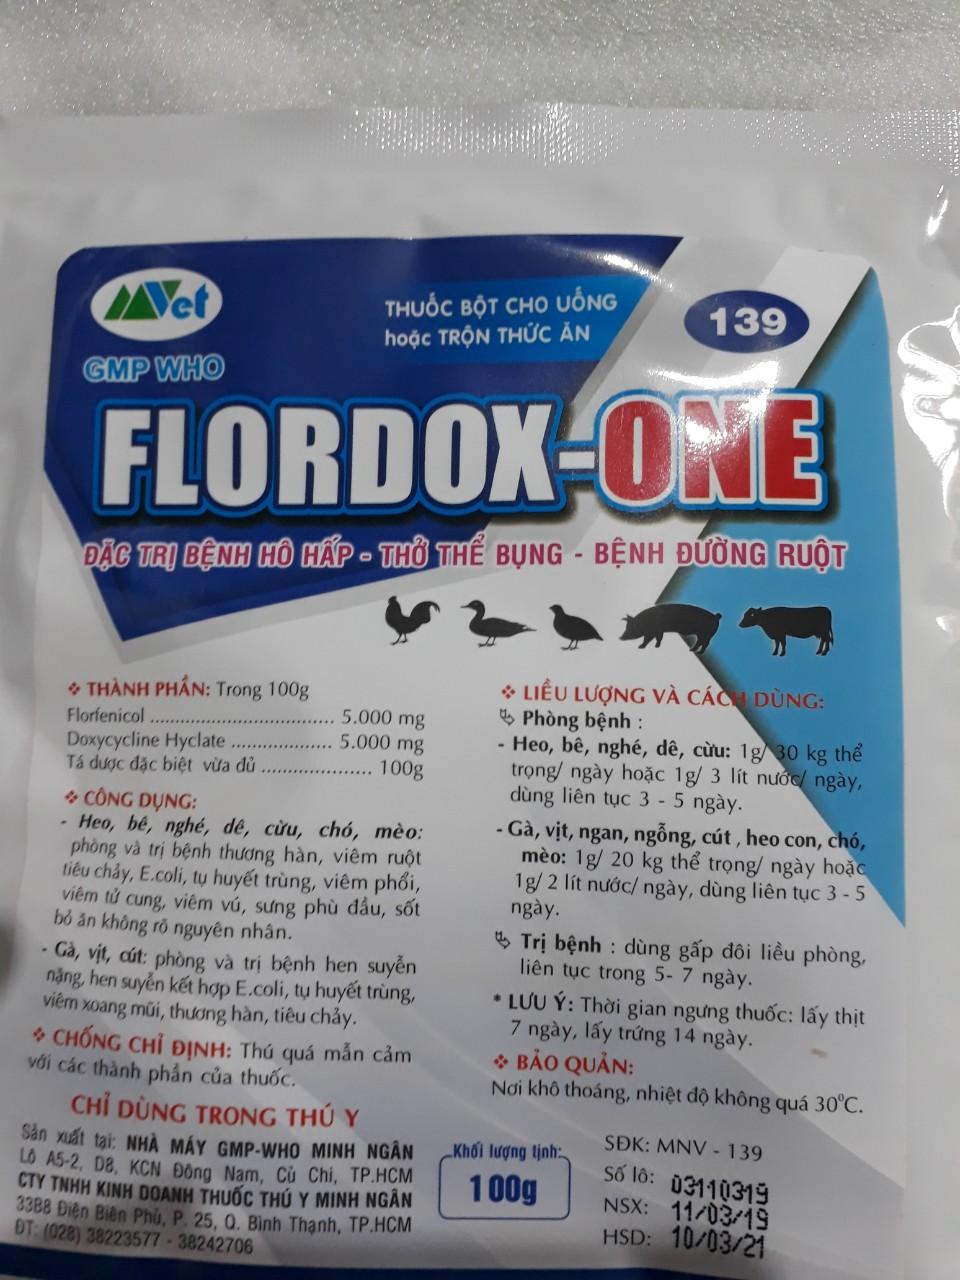 MVet
GMP WHO
THUỐC BỘT CHO UỐNG
hoặc TRỘN THỨC ĂN
139
FLORDOX-ONE
ĐẶC TRỊ BỆNH HÔ HẤP - THỞ THỂ BỤNG - BỆNH ĐƯỜNG RUỘT
❖ THÀNH PHẦN: Trong 100g
Florfenicol .................................. 5.000 mg
Doxycycline Hyclate ................... 5.000 mg
Tá dược đặc biệt vừa đủ .................... 100g
❖ CÔNG DỤNG:
- Heo, bê, nghé, dê, cừu, chó, mèo:
phòng và trị bệnh thương hàn, viêm ruột
tiêu chảy, E.coli, tụ huyết trùng, viêm phổi,
viêm tử cung, viêm vú, sưng phù đầu, sốt
bỏ ăn không rõ nguyên nhân.
- Gà, vịt, cút: phòng và trị bệnh hen suyễn
nặng, hen suyễn kết hợp E.coli, tụ huyết trùng,
viêm xoang mũi, thương hàn, tiêu chảy.
❖ CHỐNG CHỈ ĐỊNH: Thú quá mẫn cảm
với các thành phần của thuốc.
CHỈ DÙNG TRONG THÚ Y
Sản xuất tại: NHÀ MÁY GMP-WHO MINH NGÂN
Lô A5-2, D8, KCN Đông Nam, Củ Chi, TP.HCM
CTY TNHH KINH DOANH THUỐC THÚ Y MINH NGÂN
33B8 Điện Biên Phủ, P. 25, Q. Bình Thạnh, TP.HCM
ĐT: (028) 38223577 - 38242706
❖ LIỀU LƯỢNG VÀ CÁCH DÙNG:
Phòng bệnh :
- Heo, bê, nghé, dê, cừu: 1g/ 30 kg thể
trọng/ ngày hoặc 1g/ 3 lít nước/ ngày,
dùng liên tục 3 - 5 ngày.
- Gà, vịt, ngan, ngỗng, cút , heo con, chó,
mèo: 1g/ 20 kg thể trọng/ ngày hoặc
1g/ 2 lít nước/ ngày, dùng liên tục 3 - 5
ngày.
Trị bệnh : dùng gấp đôi liều phòng,
liên tục trong 5- 7 ngày.
* LƯU Ý: Thời gian ngưng thuốc: lấy thịt
7 ngày, lấy trứng 14 ngày.
❖ BẢO QUẢN:
Nơi khô thoáng, nhiệt độ không quá 30⁰C.
Khối lượng tịnh:
100g
SĐK: MNV - 139
Số lô: 03110319
NSX: 11/03/19
HSD: 10/03/21